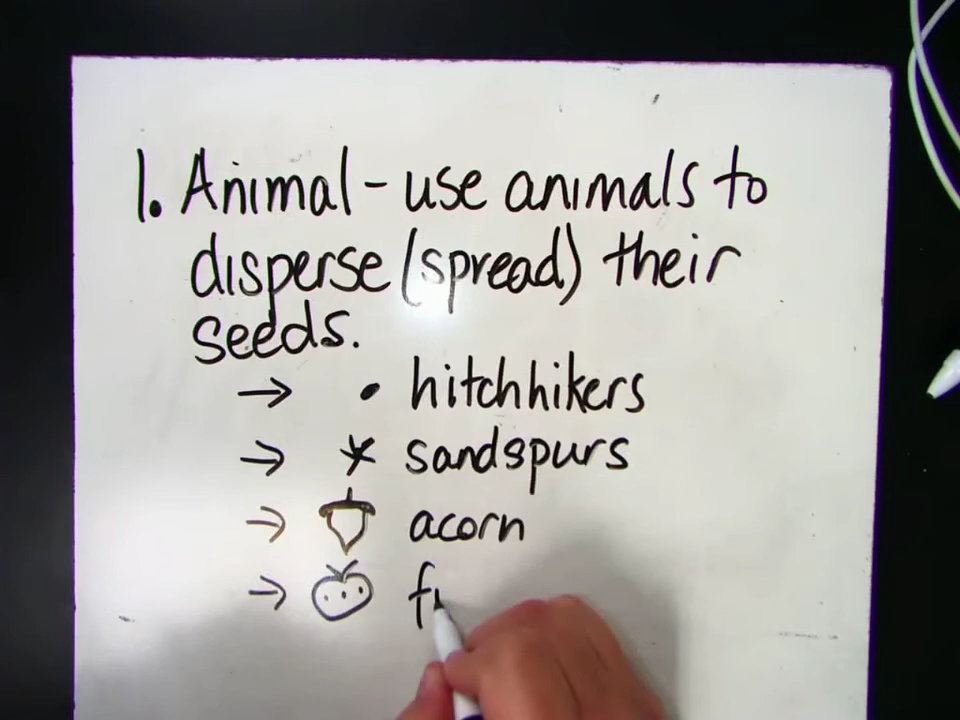 1. Animal - use animals to
disperse (spread) their
seeds.
→ • hitchhikers
→ sandspurs
→ acorn
→ f